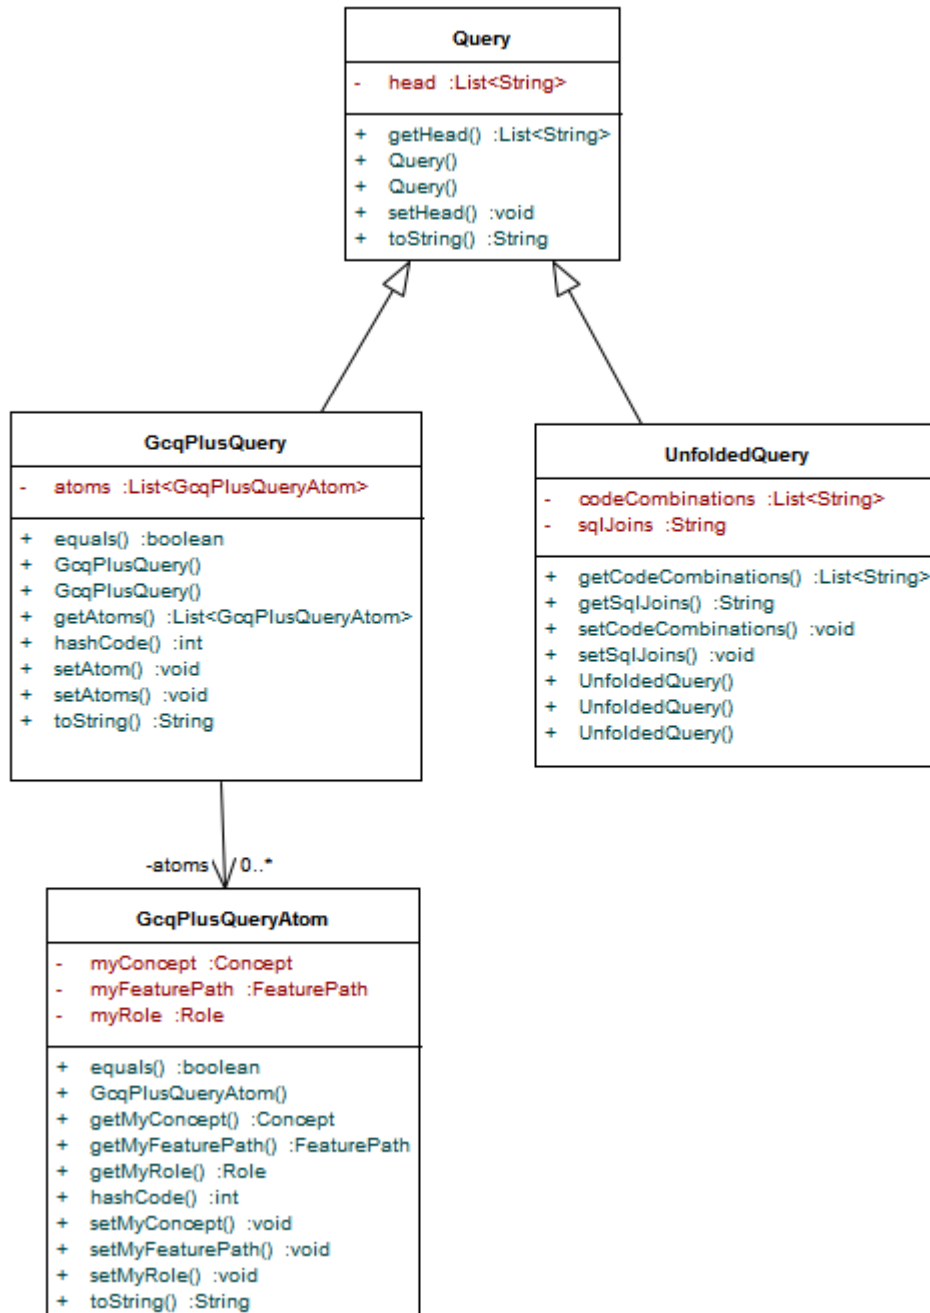 Query
- head :List<String>
+ getHead() :List<String>
+ Query()
+ Query()
+ setHead() :void
+ toString() :String
GcqPlusQuery
- atoms :List<GcqPlusQueryAtom>
+ equals() :boolean
+ GcqPlusQuery()
+ GcqPlusQuery()
+ getAtoms() :List<GcqPlusQueryAtom>
+ hashCode() :int
+ setAtom() :void
+ setAtoms() :void
+ toString() :String
UnfoldedQuery
- codeCombinations :List<String>
- sqlJoins :String
+ getCodeCombinations() :List<String>
+ getSqlJoins() :String
+ setCodeCombinations() :void
+ setSqlJoins() :void
+ UnfoldedQuery()
+ UnfoldedQuery()
+ UnfoldedQuery()
-atoms 0..*
GcqPlusQueryAtom
- myConcept :Concept
- myFeaturePath :FeaturePath
- myRole :Role
+ equals() :boolean
+ GcqPlusQueryAtom()
+ getMyConcept() :Concept
+ getMyFeaturePath() :FeaturePath
+ getMyRole() :Role
+ hashCode() :int
+ setMyConcept() :void
+ setMyFeaturePath() :void
+ setMyRole() :void
+ toString() :String